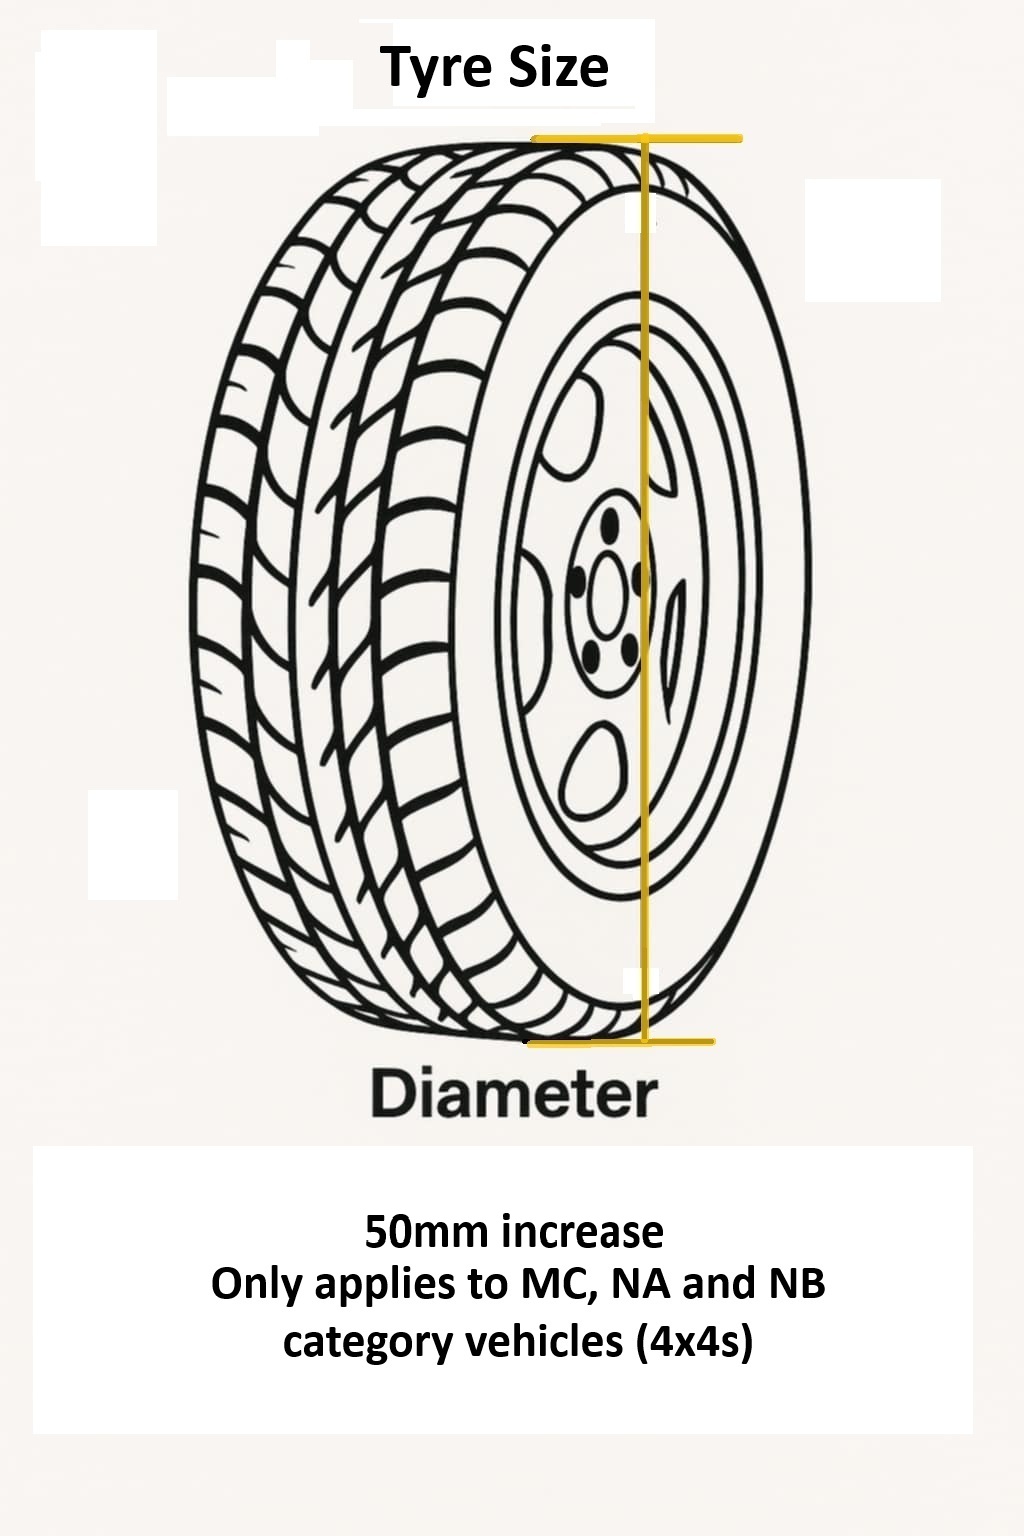 Tyre Size
Diameter
50mm increase
Only applies to MC, NA and NB
category vehicles (4x4s)